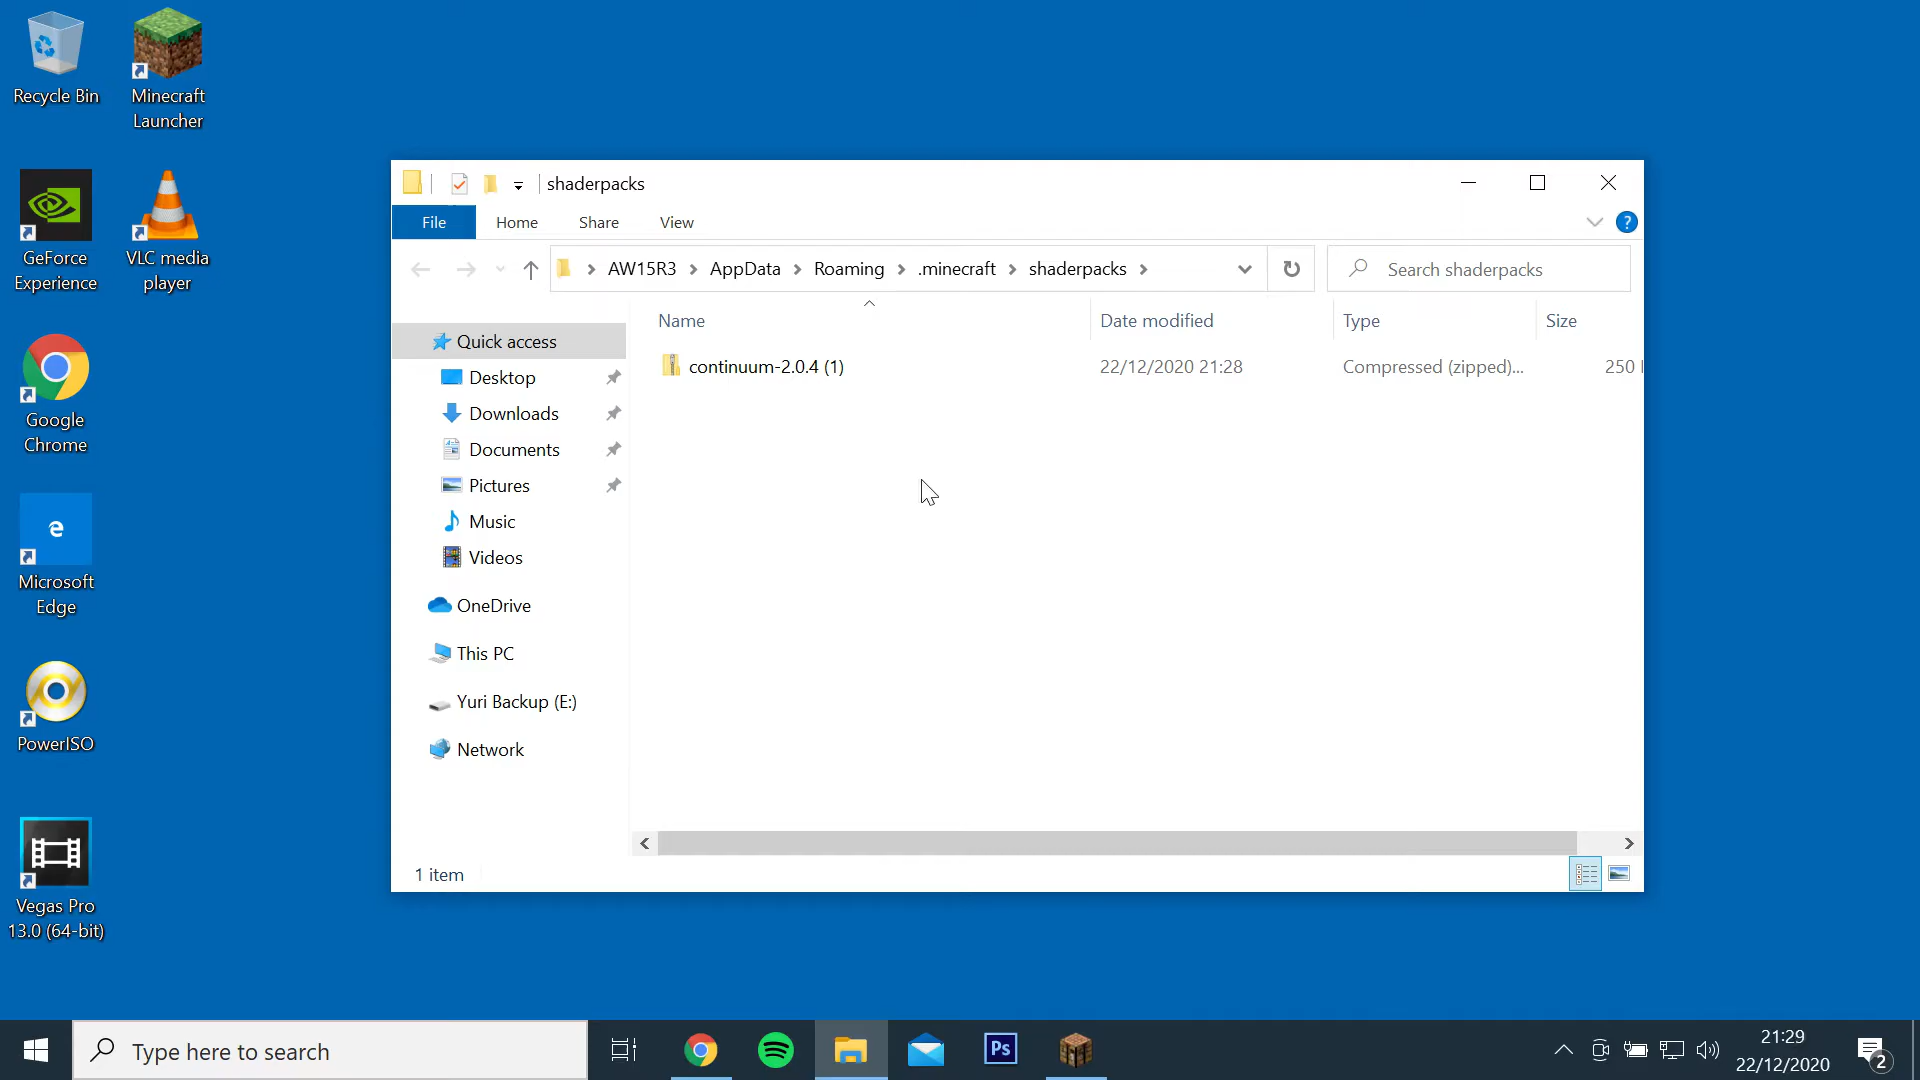 Recycle Bin
Minecraft
Launcher
GeForce
Experience
VLC media
player
Google
Chrome
Microsoft
Edge
PowerISO
Vegas Pro
13.0 (64-bit)
shaderpacks
File Home Share View
AW15R3 AppData Roaming .minecraft shaderpacks
Search shaderpacks
Name Date modified Type Size
continuum-2.0.4 (1) 22/12/2020 21:28 Compressed (zipped)... 250
Quick access
Desktop
Downloads
Documents
Pictures
Music
Videos
OneDrive
This PC
Yuri Backup (E:)
Network
1 item
Type here to search
Ps
21:29
22/12/2020
2